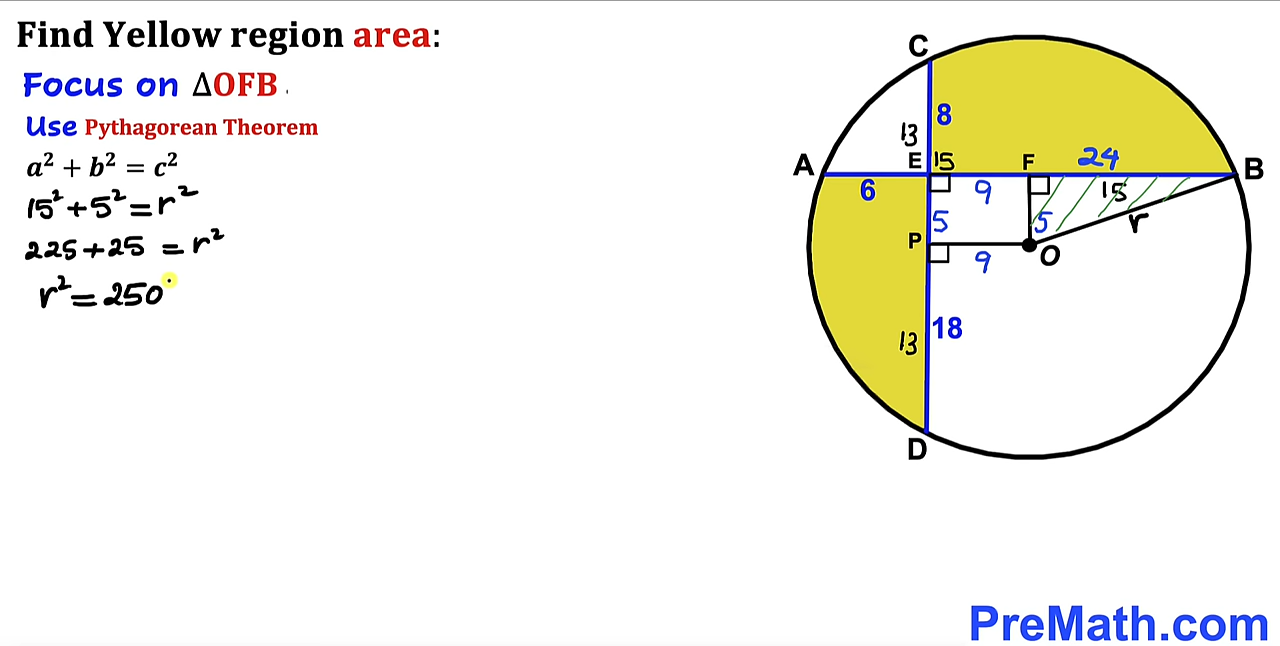 Find Yellow region area:
Focus on ΔOFB.
Use Pythagorean Theorem
a² + b² = c²
15² + 5² = r²
225 + 25 = r²
r² = 250
C
8
13
A
E
15
F
24
B
6
9
15
5
5
r
P
9
O
13
18
D
PreMath.com